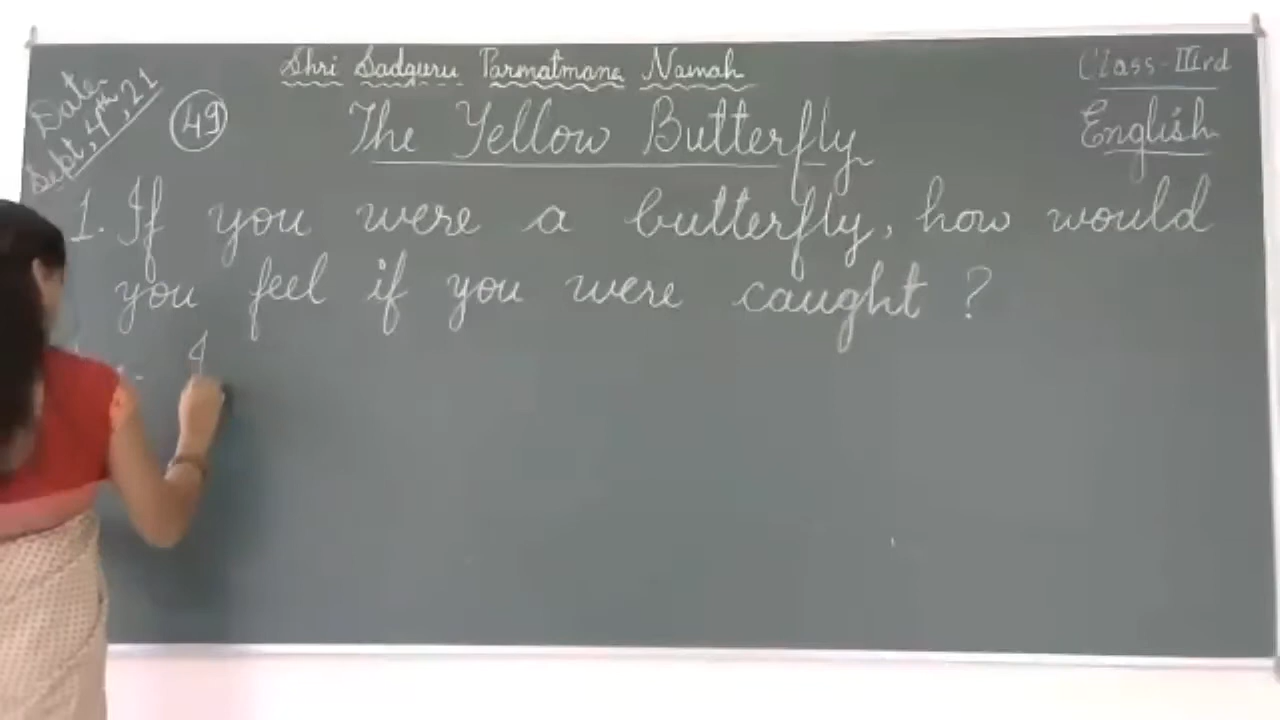 Shri Sadguru Parmatmane Namah
Class-IIIrd
Date-
Sept, 4th, 21
49
The Yellow Butterfly
English
1. If you were a butterfly, how would
you feel if you were caught ?